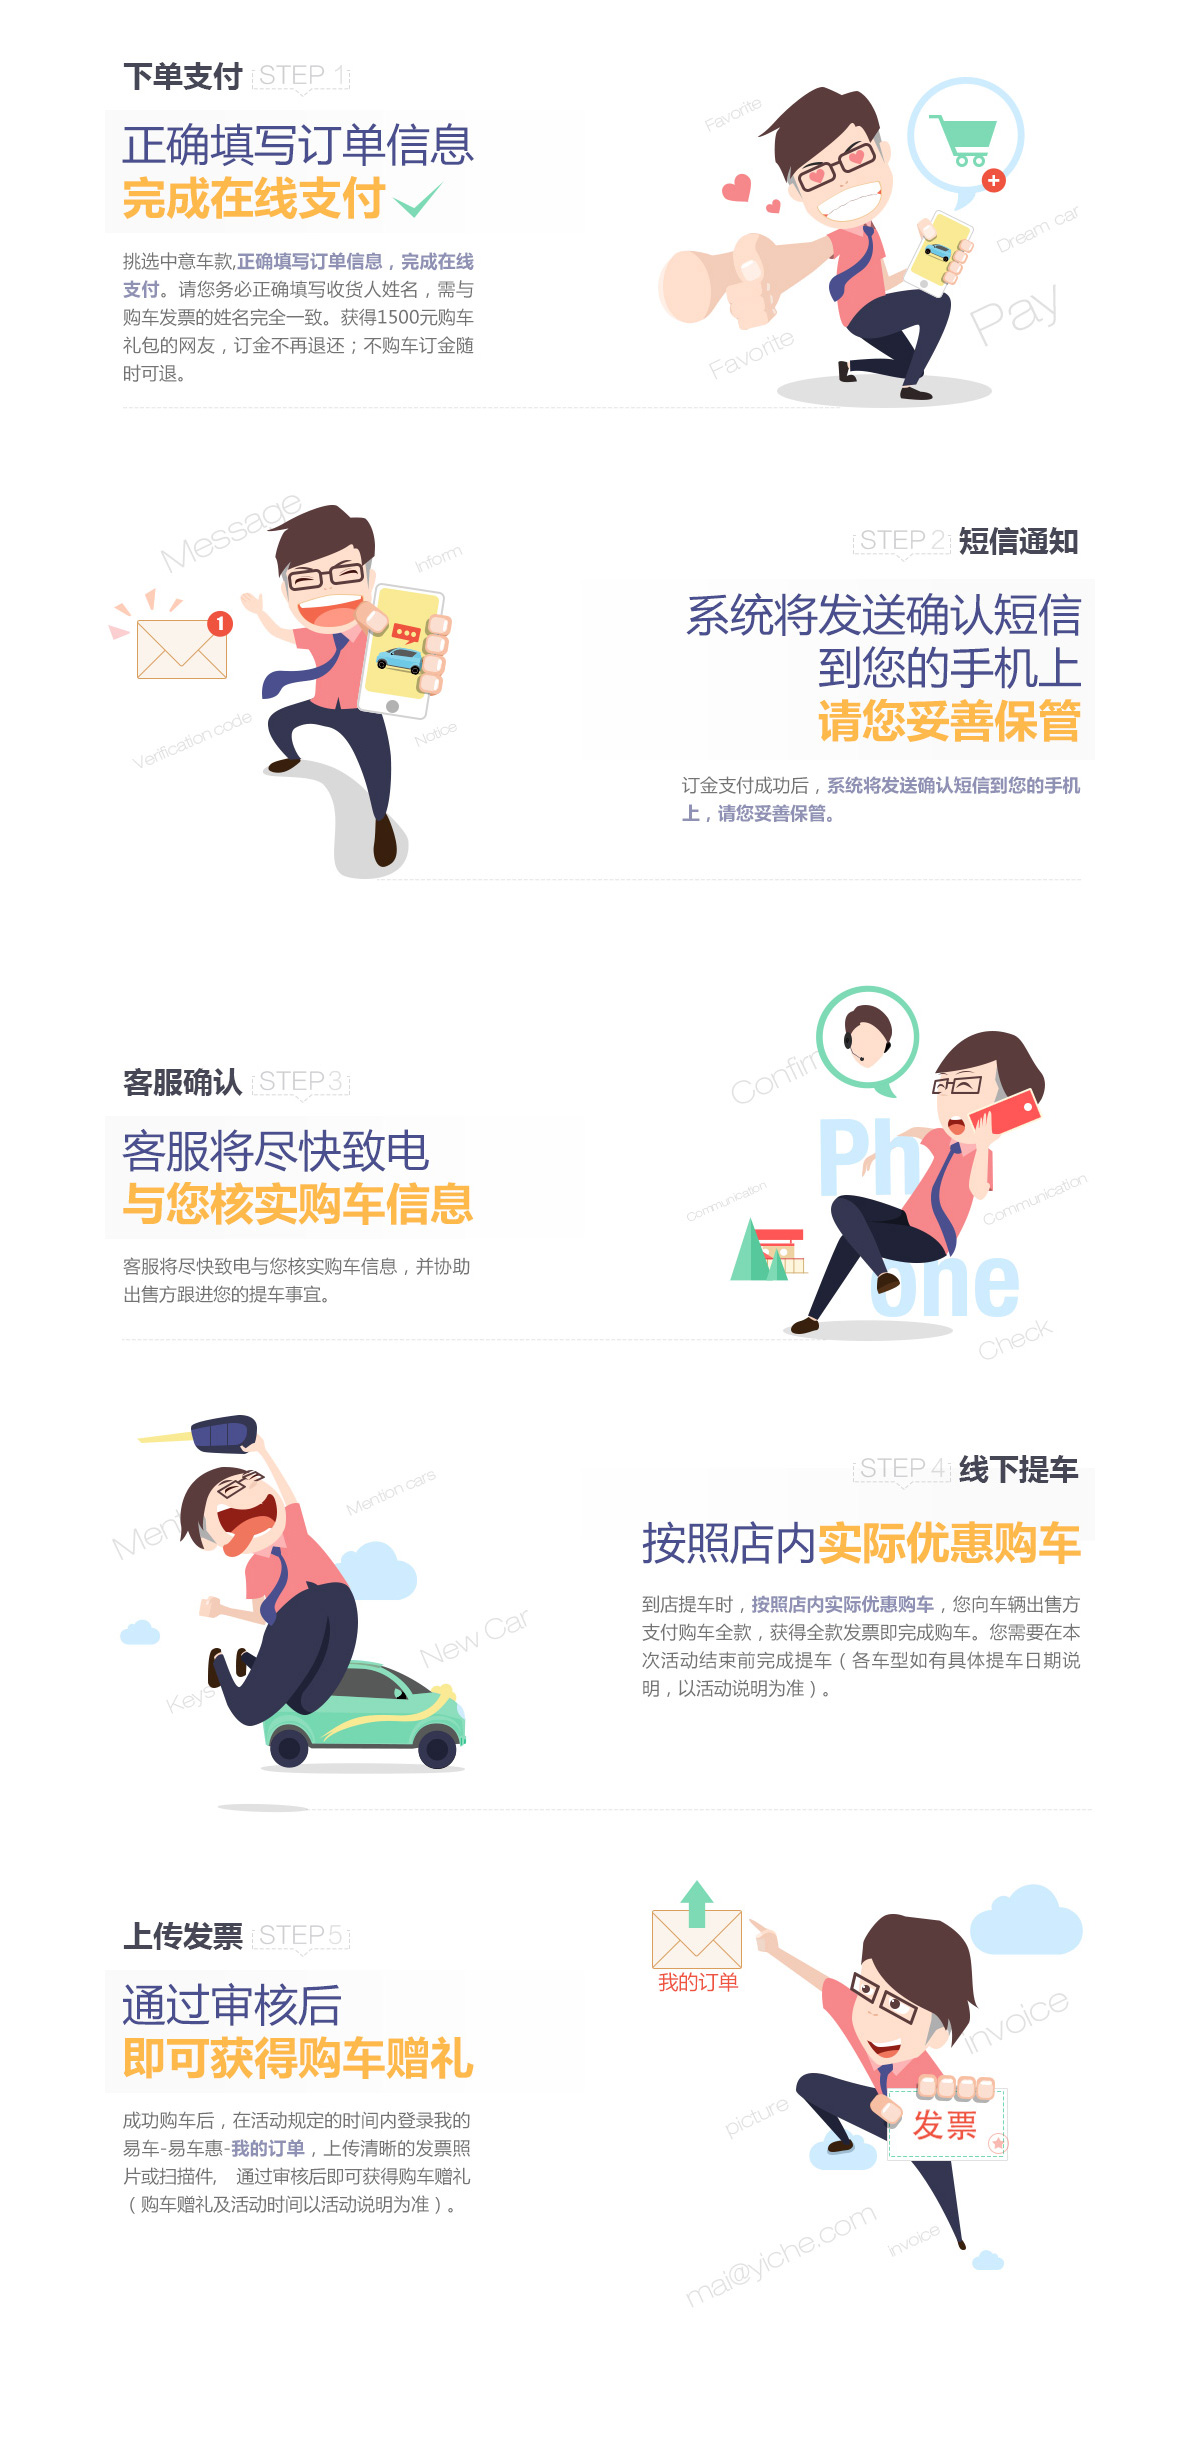 下单支付 STEP 1
正确填写订单信息
完成在线支付
挑选中意车款,正确填写订单信息，完成在线
支付。请您务必正确填写收货人姓名，需与
购车发票的姓名完全一致。获得1500元购车
礼包的网友，订金不再退还；不购车订金随
时可退。
Favorite
Dream car
Pay
Favorite
Message
Inform
1
Verification code
Notice
STEP 2 短信通知
系统将发送确认短信
到您的手机上
请您妥善保管
订金支付成功后，系统将发送确认短信到您的手机
上，请您妥善保管。
客服确认 STEP 3
客服将尽快致电
与您核实购车信息
客服将尽快致电与您核实购车信息，并协助
出售方跟进您的提车事宜。
Confirm
Ph
one
Communication
Communication
Check
Ment
Mention cars
New Car
Keys
STEP 4 线下提车
按照店内实际优惠购车
到店提车时，按照店内实际优惠购车，您向车辆出售方
支付购车全款，获得全款发票即完成购车。您需要在本
次活动结束前完成提车（各车型如有具体提车日期说
明，以活动说明为准）。
上传发票 STEP 5
通过审核后
即可获得购车赠礼
成功购车后，在活动规定的时间内登录我的
易车-易车惠-我的订单，上传清晰的发票照
片或扫描件,　通过审核后即可获得购车赠礼
（购车赠礼及活动时间以活动说明为准）。
我的订单
Invoice
picture
发票
mai@yiche.com
Invoice